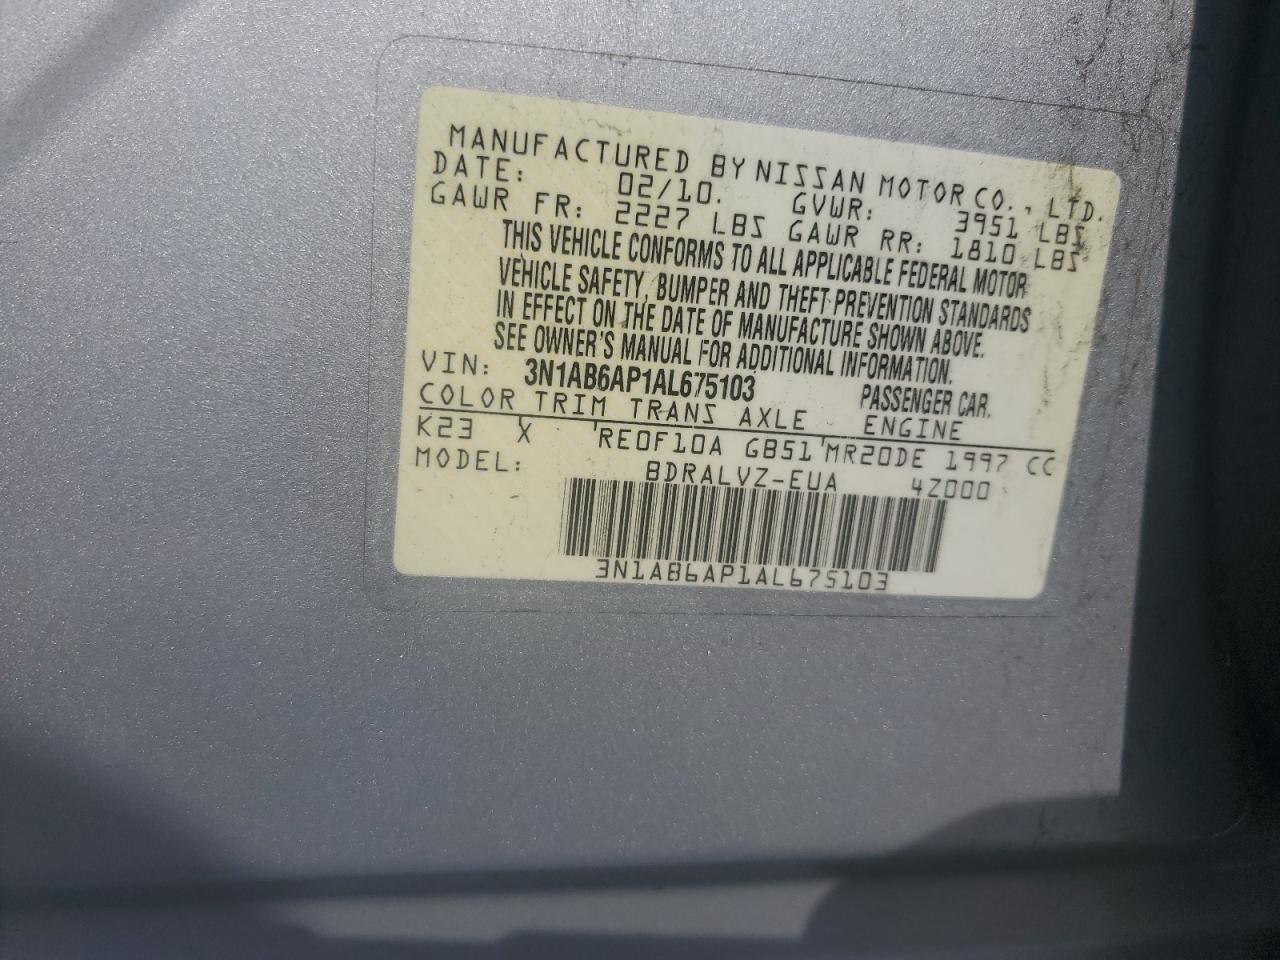 MANUFACTURED BY NISSAN MOTOR CO., LTD.
DATE: 02/10. GVWR: 3951 LBS
GAWR FR: 2227 LBS GAWR RR: 1810 LBS
THIS VEHICLE CONFORMS TO ALL APPLICABLE FEDERAL MOTOR
VEHICLE SAFETY, BUMPER AND THEFT PREVENTION STANDARDS
IN EFFECT ON THE DATE OF MANUFACTURE SHOWN ABOVE.
SEE OWNER'S MANUAL FOR ADDITIONAL INFORMATION.
VIN: 3N1AB6AP1AL675103 PASSENGER CAR.
COLOR TRIM TRANS AXLE ENGINE
K23 X RE0F10A GB51 MR20DE 1997 CC
MODEL: BDRALVZ-EUA 4Z000
3N1AB6AP1AL675103